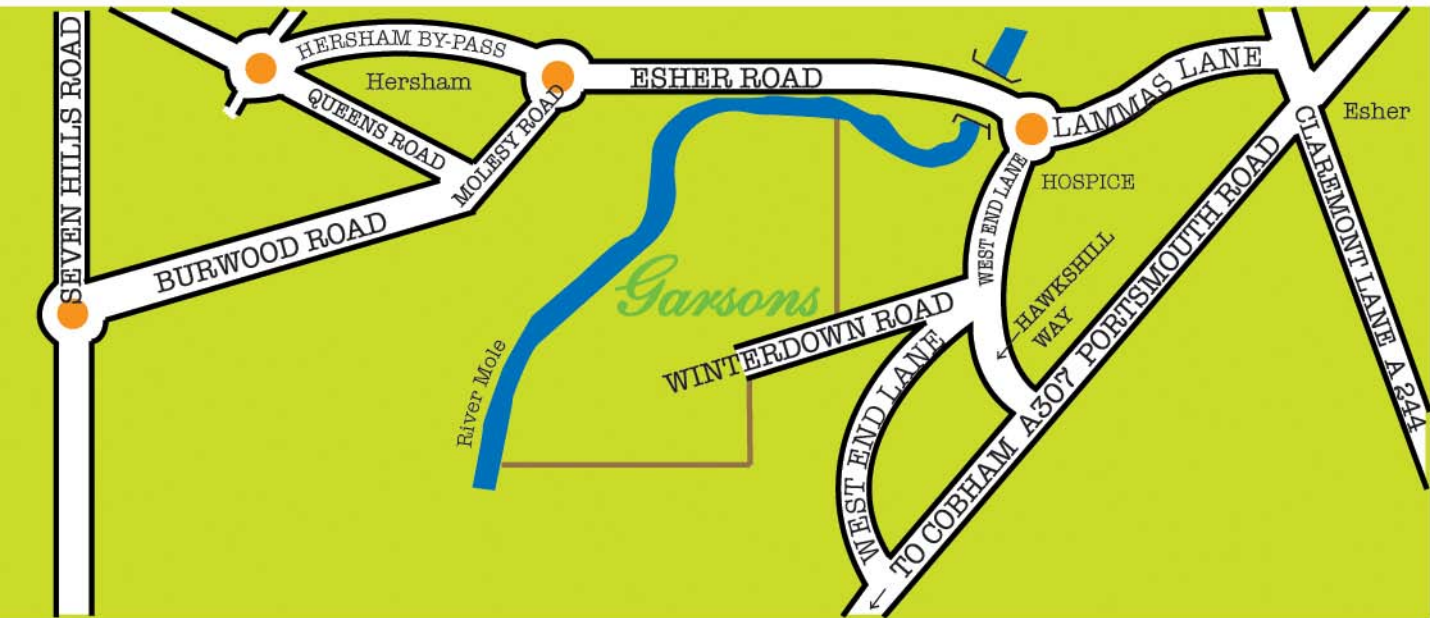 SEVEN HILLS ROAD
HERSHAM BY-PASS
Hersham
QUEENS ROAD
MOLESY ROAD
BURWOOD ROAD
ESHER ROAD
LAMMAS LANE
Esher
CLAREMONT LANE A 244
HOSPICE
WEST END LANE
HAWKSHILL
WAY
Garsons
WINTERDOWN ROAD
River Mole
WEST END LANE
TO COBHAM A307 PORTSMOUTH ROAD